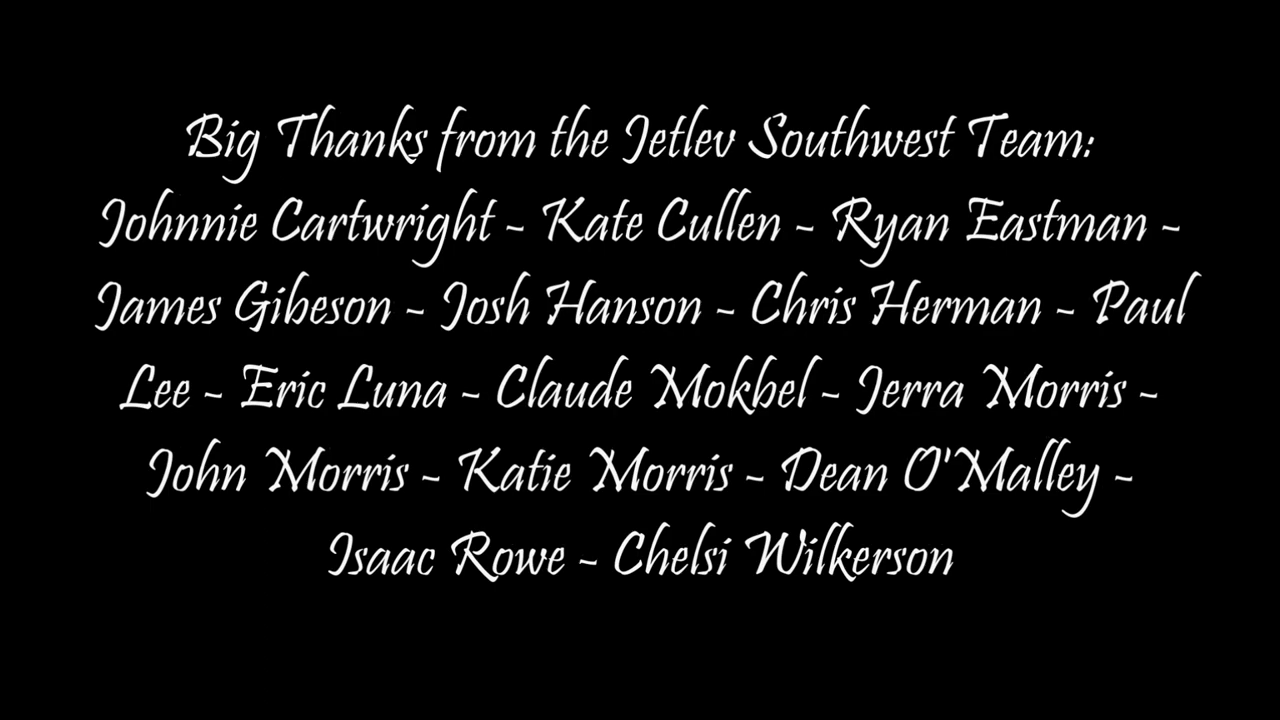 Big Thanks from the Jetlev Southwest Team:
Johnnie Cartwright - Kate Cullen - Ryan Eastman -
James Gibeson - Josh Hanson - Chris Herman - Paul
Lee - Eric Luna - Claude Mokbel - Jerra Morris -
John Morris - Katie Morris - Dean O'Malley -
Isaac Rowe - Chelsi Wilkerson